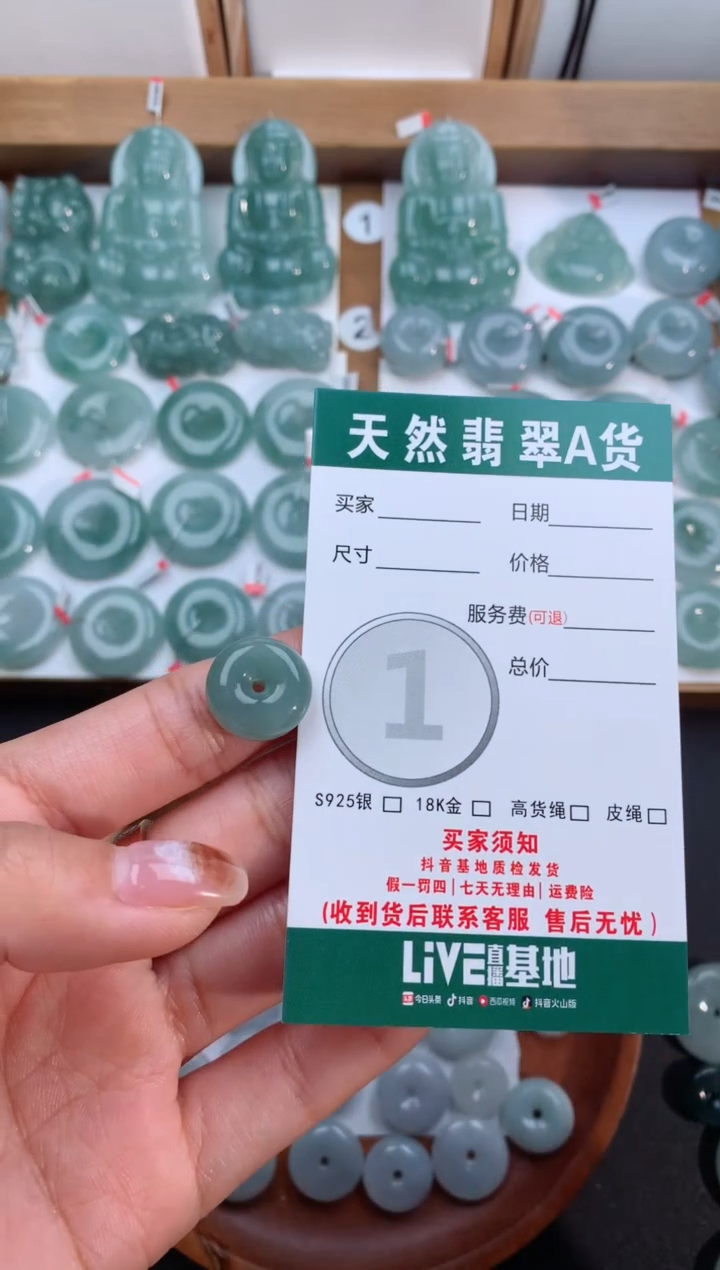 ①
②
天然翡翠A货
买家 日期
尺寸 价格
服务费(可退)
1
总价
S925银 □ 18K金 □ 高货绳□ 皮绳□
买家须知
抖音基地质检发货
假一罚四|七天无理由|运费险
(收到货后联系客服 售后无忧)
LiVE直播基地
今日头条 抖音 西瓜视频 抖音火山版